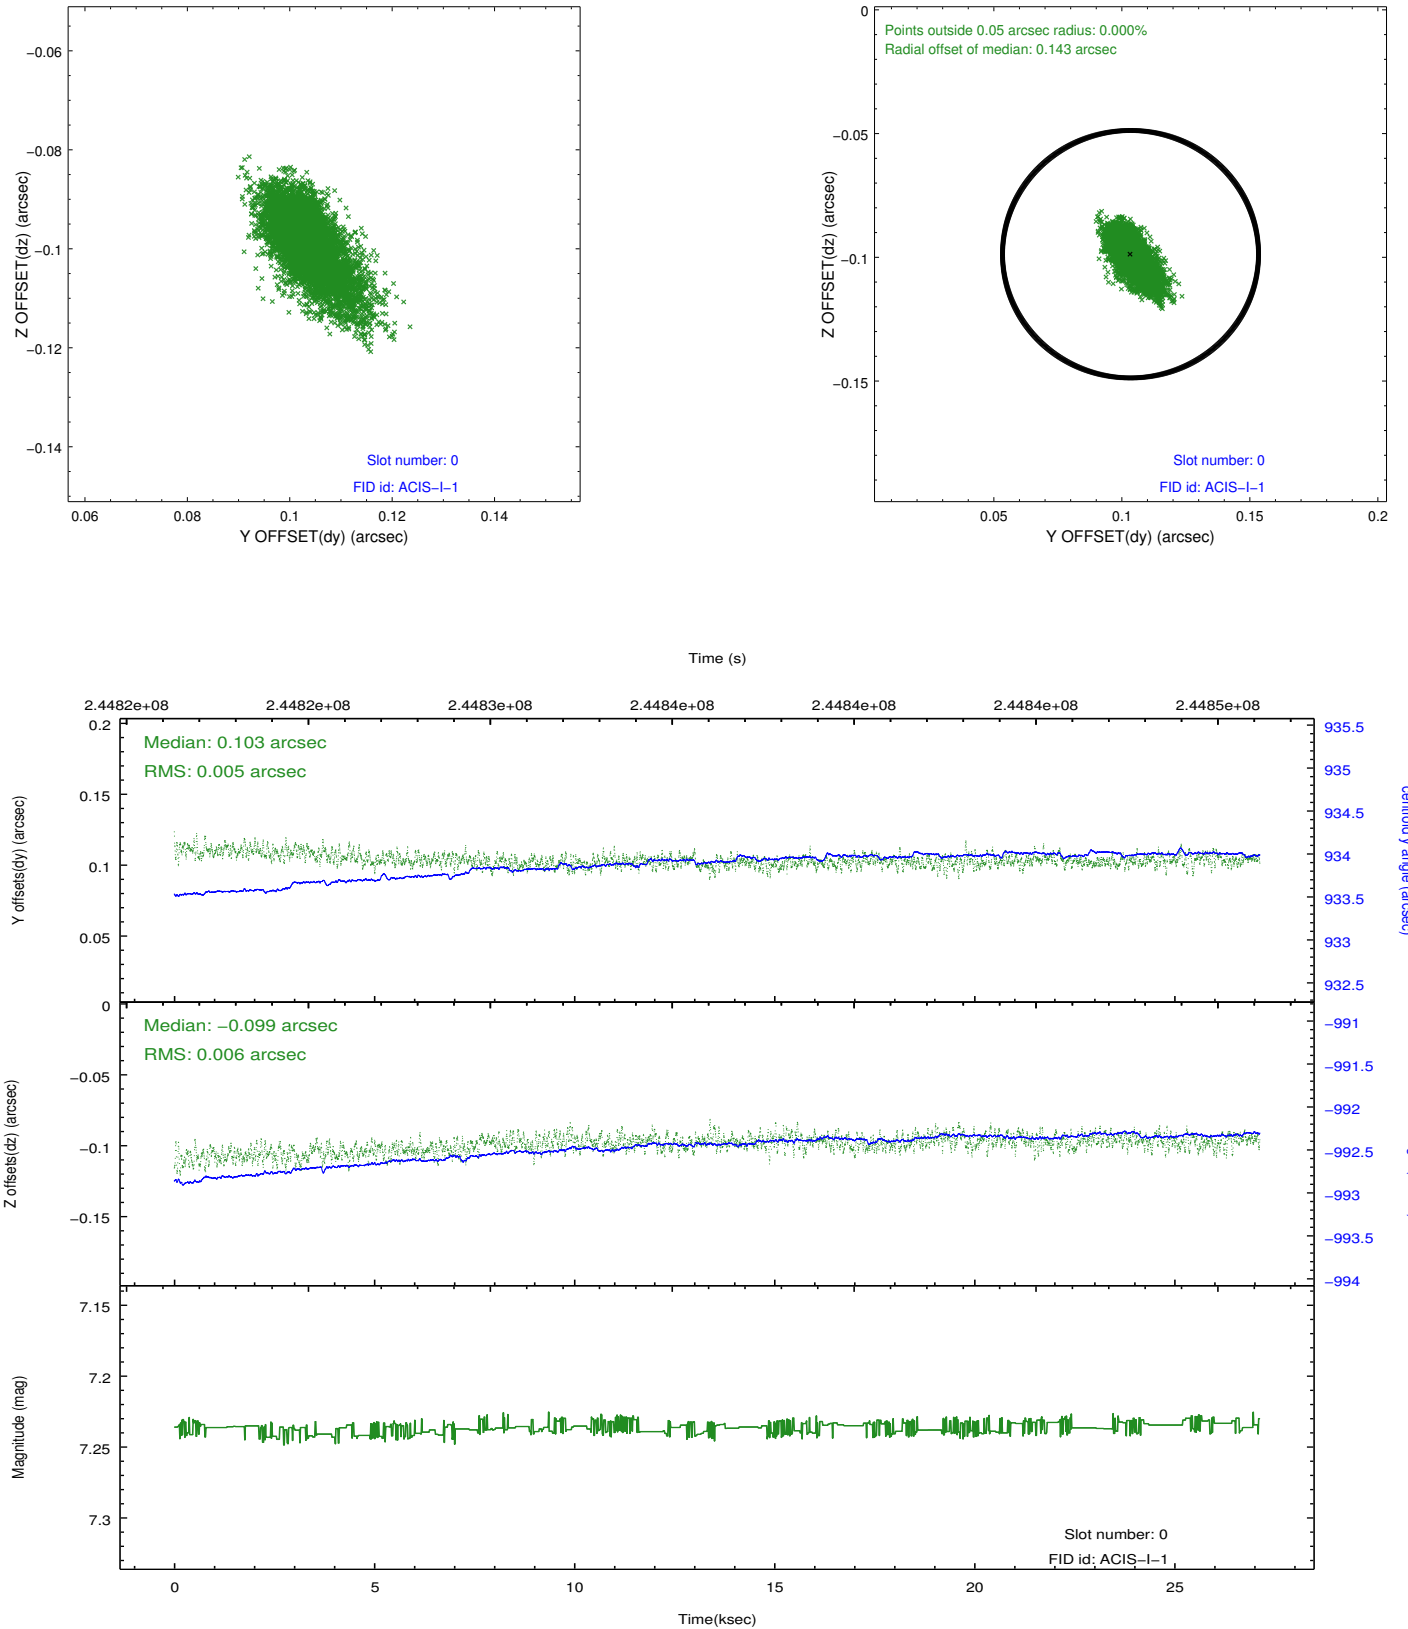 −0.06
−0.08
−0.1
−0.12
−0.14
Z OFFSET(dz) (arcsec)
Slot number: 0
FID id: ACIS−I−1
0.06 0.08 0.1 0.12 0.14
Y OFFSET(dy) (arcsec)
Points outside 0.05 arcsec radius: 0.000%
Radial offset of median: 0.143 arcsec
0
−0.05
−0.1
−0.15
Z OFFSET(dz) (arcsec)
Slot number: 0
FID id: ACIS−I−1
0.05 0.1 0.15 0.2
Y OFFSET(dy) (arcsec)
Time (s)
2.4482e+08 2.4482e+08 2.4483e+08 2.4484e+08 2.4484e+08 2.4484e+08 2.4485e+08
Median: 0.103 arcsec
RMS: 0.005 arcsec
0.2
0.15
0.1
0.05
0
Y offsets(dy) (arcsec)
935.5
935
934.5
934
933.5
933
932.5
centroid y angle (arcsec)
Median: −0.099 arcsec
RMS: 0.006 arcsec
−0.05
−0.1
−0.15
Z offsets(dz) (arcsec)
−991
−991.5
−992
−992.5
−993
−993.5
−994
7.15
7.2
7.25
7.3
Magnitude (mag)
Slot number: 0
FID id: ACIS−I−1
0 5 10 15 20 25
Time(ksec)